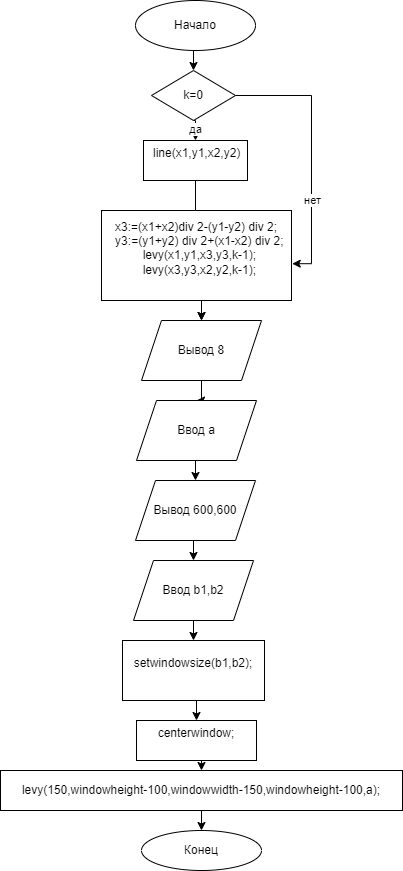 Начало
k=0
да
line(x1,y1,x2,y2)
нет
x3:=(x1+x2)div 2-(y1-y2) div 2;
y3:=(y1+y2) div 2+(x1-x2) div 2;
levy(x1,y1,x3,y3,k-1);
levy(x3,y3,x2,y2,k-1);
Вывод 8
Ввод a
Вывод 600,600
Ввод b1,b2
setwindowsize(b1,b2);
centerwindow;
levy(150,windowheight-100,windowwidth-150,windowheight-100,a);
Конец